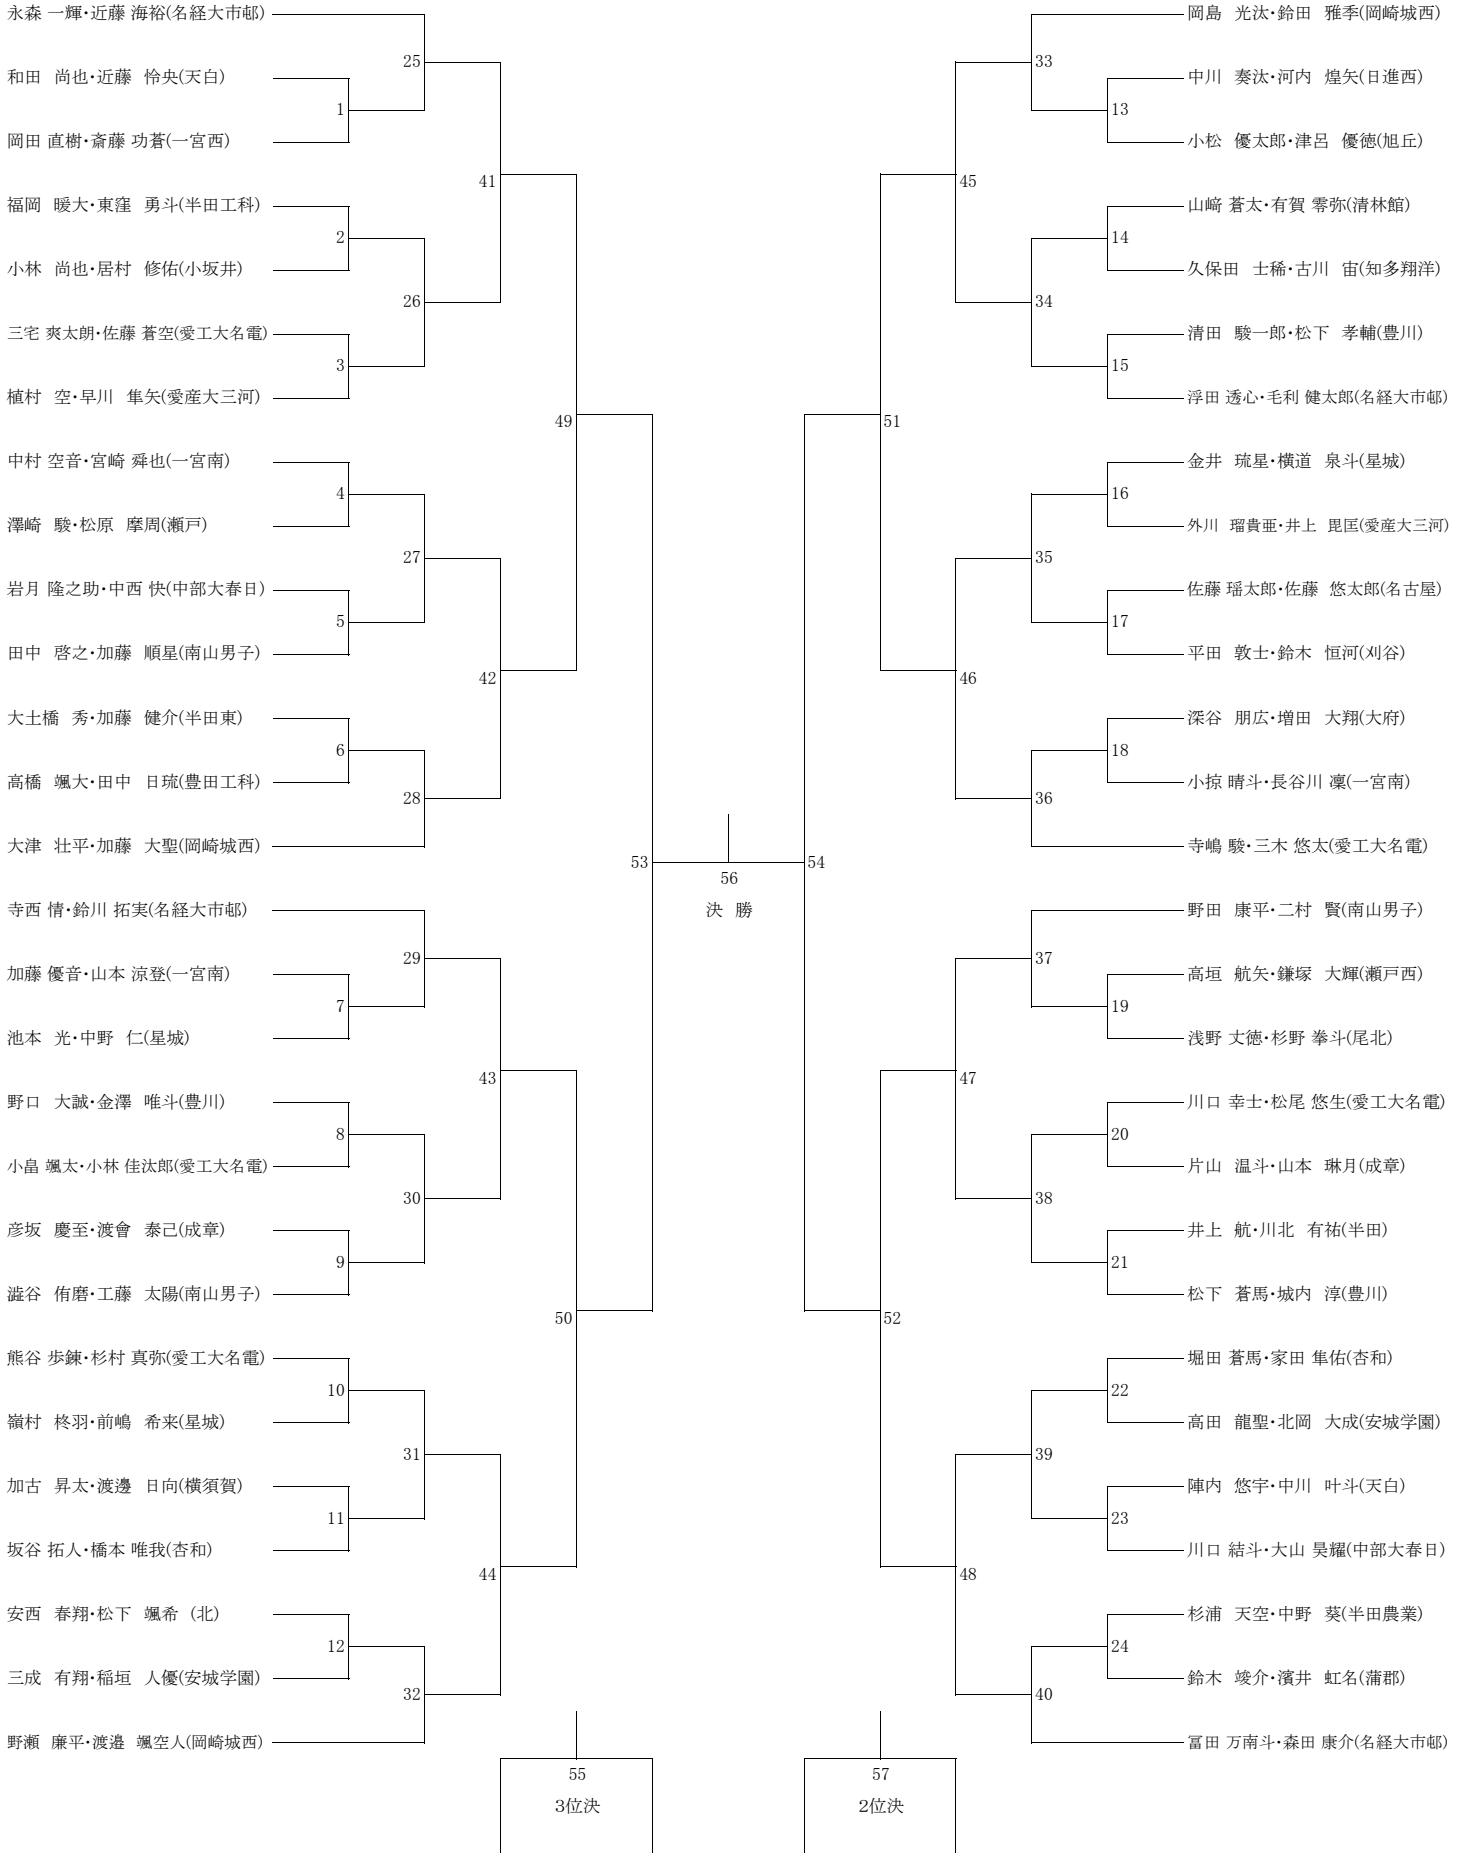 永森 一輝・近藤 海裕(名経大市邨)
和田 尚也・近藤 怜央(天白)
岡田 直樹・斎藤 功蒼(一宮西)
福岡 暖大・東窪 勇斗(半田工科)
小林 尚也・居村 修佑(小坂井)
三宅 爽太朗・佐藤 蒼空(愛工大名電)
植村 空・早川 隼矢(愛産大三河)
中村 空音・宮崎 舜也(一宮南)
澤崎 駿・松原 摩周(瀬戸)
岩月 隆之助・中西 快(中部大春日)
田中 啓之・加藤 順星(南山男子)
大土橋 秀・加藤 健介(半田東)
高橋 颯大・田中 日琉(豊田工科)
大津 壮平・加藤 大聖(岡崎城西)
寺西 情・鈴川 拓実(名経大市邨)
加藤 優音・山本 涼登(一宮南)
池本 光・中野 仁(星城)
野口 大誠・金澤 唯斗(豊川)
小畠 颯太・小林 佳汰郎(愛工大名電)
彦坂 慶至・渡會 泰己(成章)
澁谷 侑磨・工藤 太陽(南山男子)
熊谷 歩錬・杉村 真弥(愛工大名電)
嶺村 柊羽・前嶋 希来(星城)
加古 昇太・渡邊 日向(横須賀)
坂谷 拓人・橋本 唯我(杏和)
安西 春翔・松下 颯希 (北)
三成 有翔・稲垣 人優(安城学園)
野瀬 廉平・渡邉 颯空人(岡崎城西)
1
2
3
4
5
6
7
8
9
10
11
12
25
26
27
28
29
30
31
32
41
42
43
44
49
50
53
56
決 勝
54
55
3位決
57
2位決
51
52
45
46
47
48
33
34
35
36
37
38
39
40
13
14
15
16
17
18
19
20
21
22
23
24
岡島 光汰・鈴田 雅季(岡崎城西)
中川 奏汰・河内 煌矢(日進西)
小松 優太郎・津呂 優徳(旭丘)
山﨑 蒼太・有賀 零弥(清林館)
久保田 士稀・古川 宙(知多翔洋)
清田 駿一郎・松下 孝輔(豊川)
浮田 透心・毛利 健太郎(名経大市邨)
金井 琉星・横道 泉斗(星城)
外川 瑠貴亜・井上 毘匡(愛産大三河)
佐藤 瑶太郎・佐藤 悠太郎(名古屋)
平田 敦士・鈴木 恒河(刈谷)
深谷 朋広・増田 大翔(大府)
小掠 晴斗・長谷川 凜(一宮南)
寺嶋 駿・三木 悠太(愛工大名電)
野田 康平・二村 賢(南山男子)
高垣 航矢・鎌塚 大輝(瀬戸西)
浅野 丈徳・杉野 拳斗(尾北)
川口 幸士・松尾 悠生(愛工大名電)
片山 温斗・山本 琳月(成章)
井上 航・川北 有祐(半田)
松下 蒼馬・城内 淳(豊川)
堀田 蒼馬・家田 隼佑(杏和)
高田 龍聖・北岡 大成(安城学園)
陣内 悠宇・中川 叶斗(天白)
川口 結斗・大山 昊耀(中部大春日)
杉浦 天空・中野 葵(半田農業)
鈴木 竣介・濱井 虹名(蒲郡)
冨田 万南斗・森田 康介(名経大市邨)